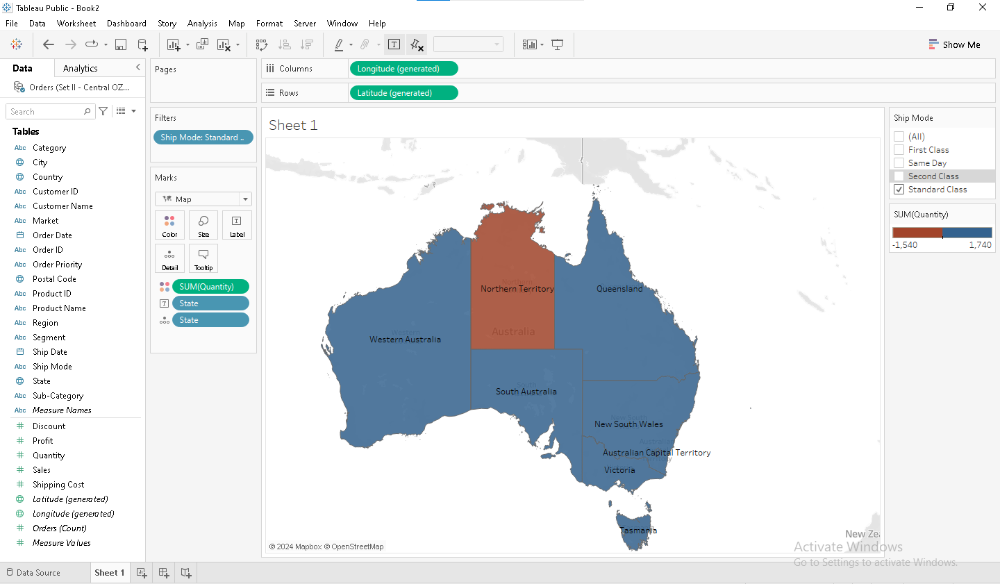 Tableau Public - Book2
File Data Worksheet Dashboard Story Analysis Map Format Server Window Help
Show Me
Data Analytics
Orders (Set II - Central OZ...
Search
Tables
Abc Category
City
Country
Abc Customer ID
Abc Customer Name
Abc Market
Order Date
Abc Order ID
Abc Order Priority
Postal Code
Abc Product ID
Abc Product Name
Abc Region
Abc Segment
Ship Date
Abc Ship Mode
State
Abc Sub-Category
Abc Measure Names
Discount
Profit
Quantity
Sales
Shipping Cost
Latitude (generated)
Longitude (generated)
Orders (Count)
Measure Values
Pages
Filters
Ship Mode: Standard ..
Marks
Map
Color Size Label
Detail Tooltip
SUM(Quantity)
State
State
Columns Longitude (generated)
Rows Latitude (generated)
Sheet 1
Northern
Northern Territory
Queensland
Australia
Western
Western Australia
South
South Australia
New South
New South Wales
Australian
Australian Capital Territory
Victoria
Tasmania
New Zea
© 2024 Mapbox © OpenStreetMap
Ship Mode
(All)
First Class
Same Day
Second Class
Standard Class
SUM(Quantity)
-1,540 1,740
Activate Windows
Go to Settings to activate Windows.
Data Source Sheet 1